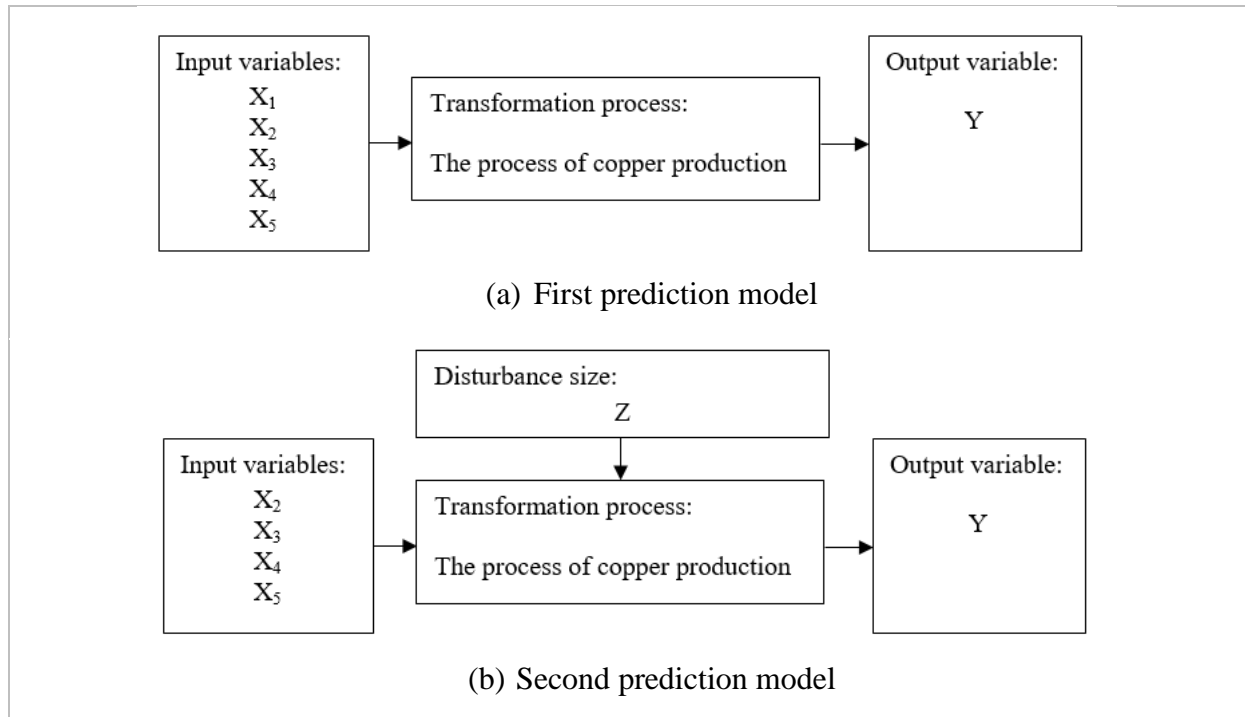 Input variables:
X₁
X₂
X₃
X₄
X₅
Transformation process:
The process of copper production
Output variable:
Y
(a) First prediction model
Disturbance size:
Z
Input variables:
X₂
X₃
X₄
X₅
Transformation process:
The process of copper production
Output variable:
Y
(b) Second prediction model